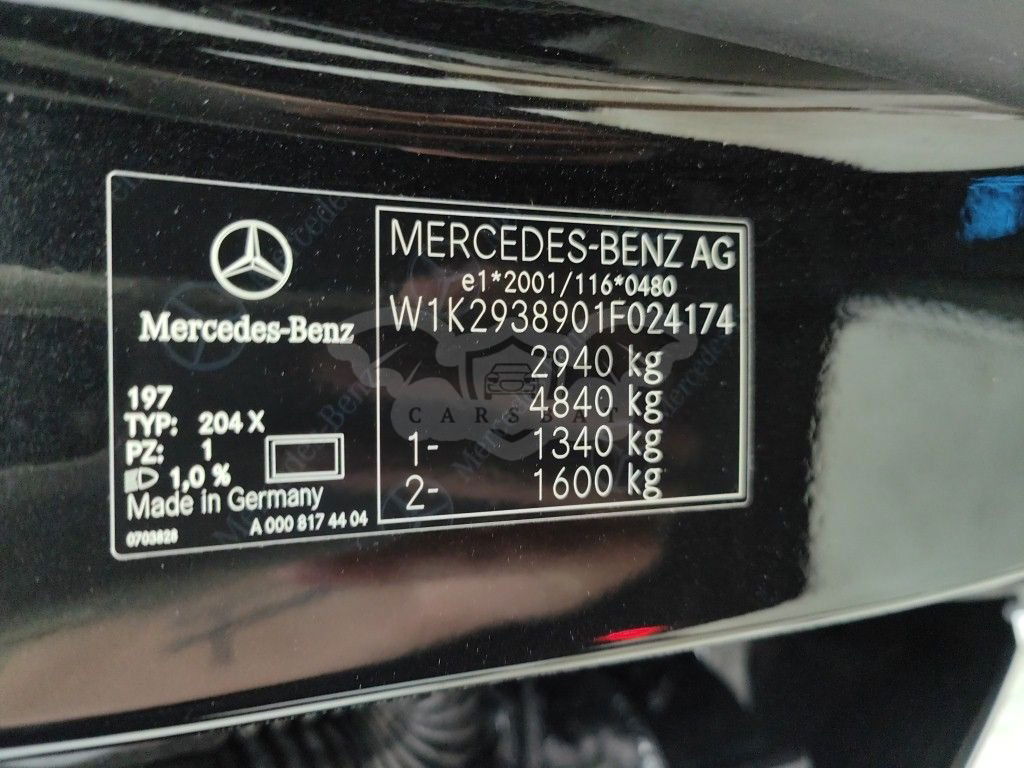 Mercedes-Benz
197
TYP: 204 X
PZ: 1
1,0 %
Made in Germany
A 000 817 44 04
0703828
MERCEDES-BENZ AG
e1*2001/116*0480
W1K2938901F024174
2940 kg
4840 kg
1- 1340 kg
2- 1600 kg